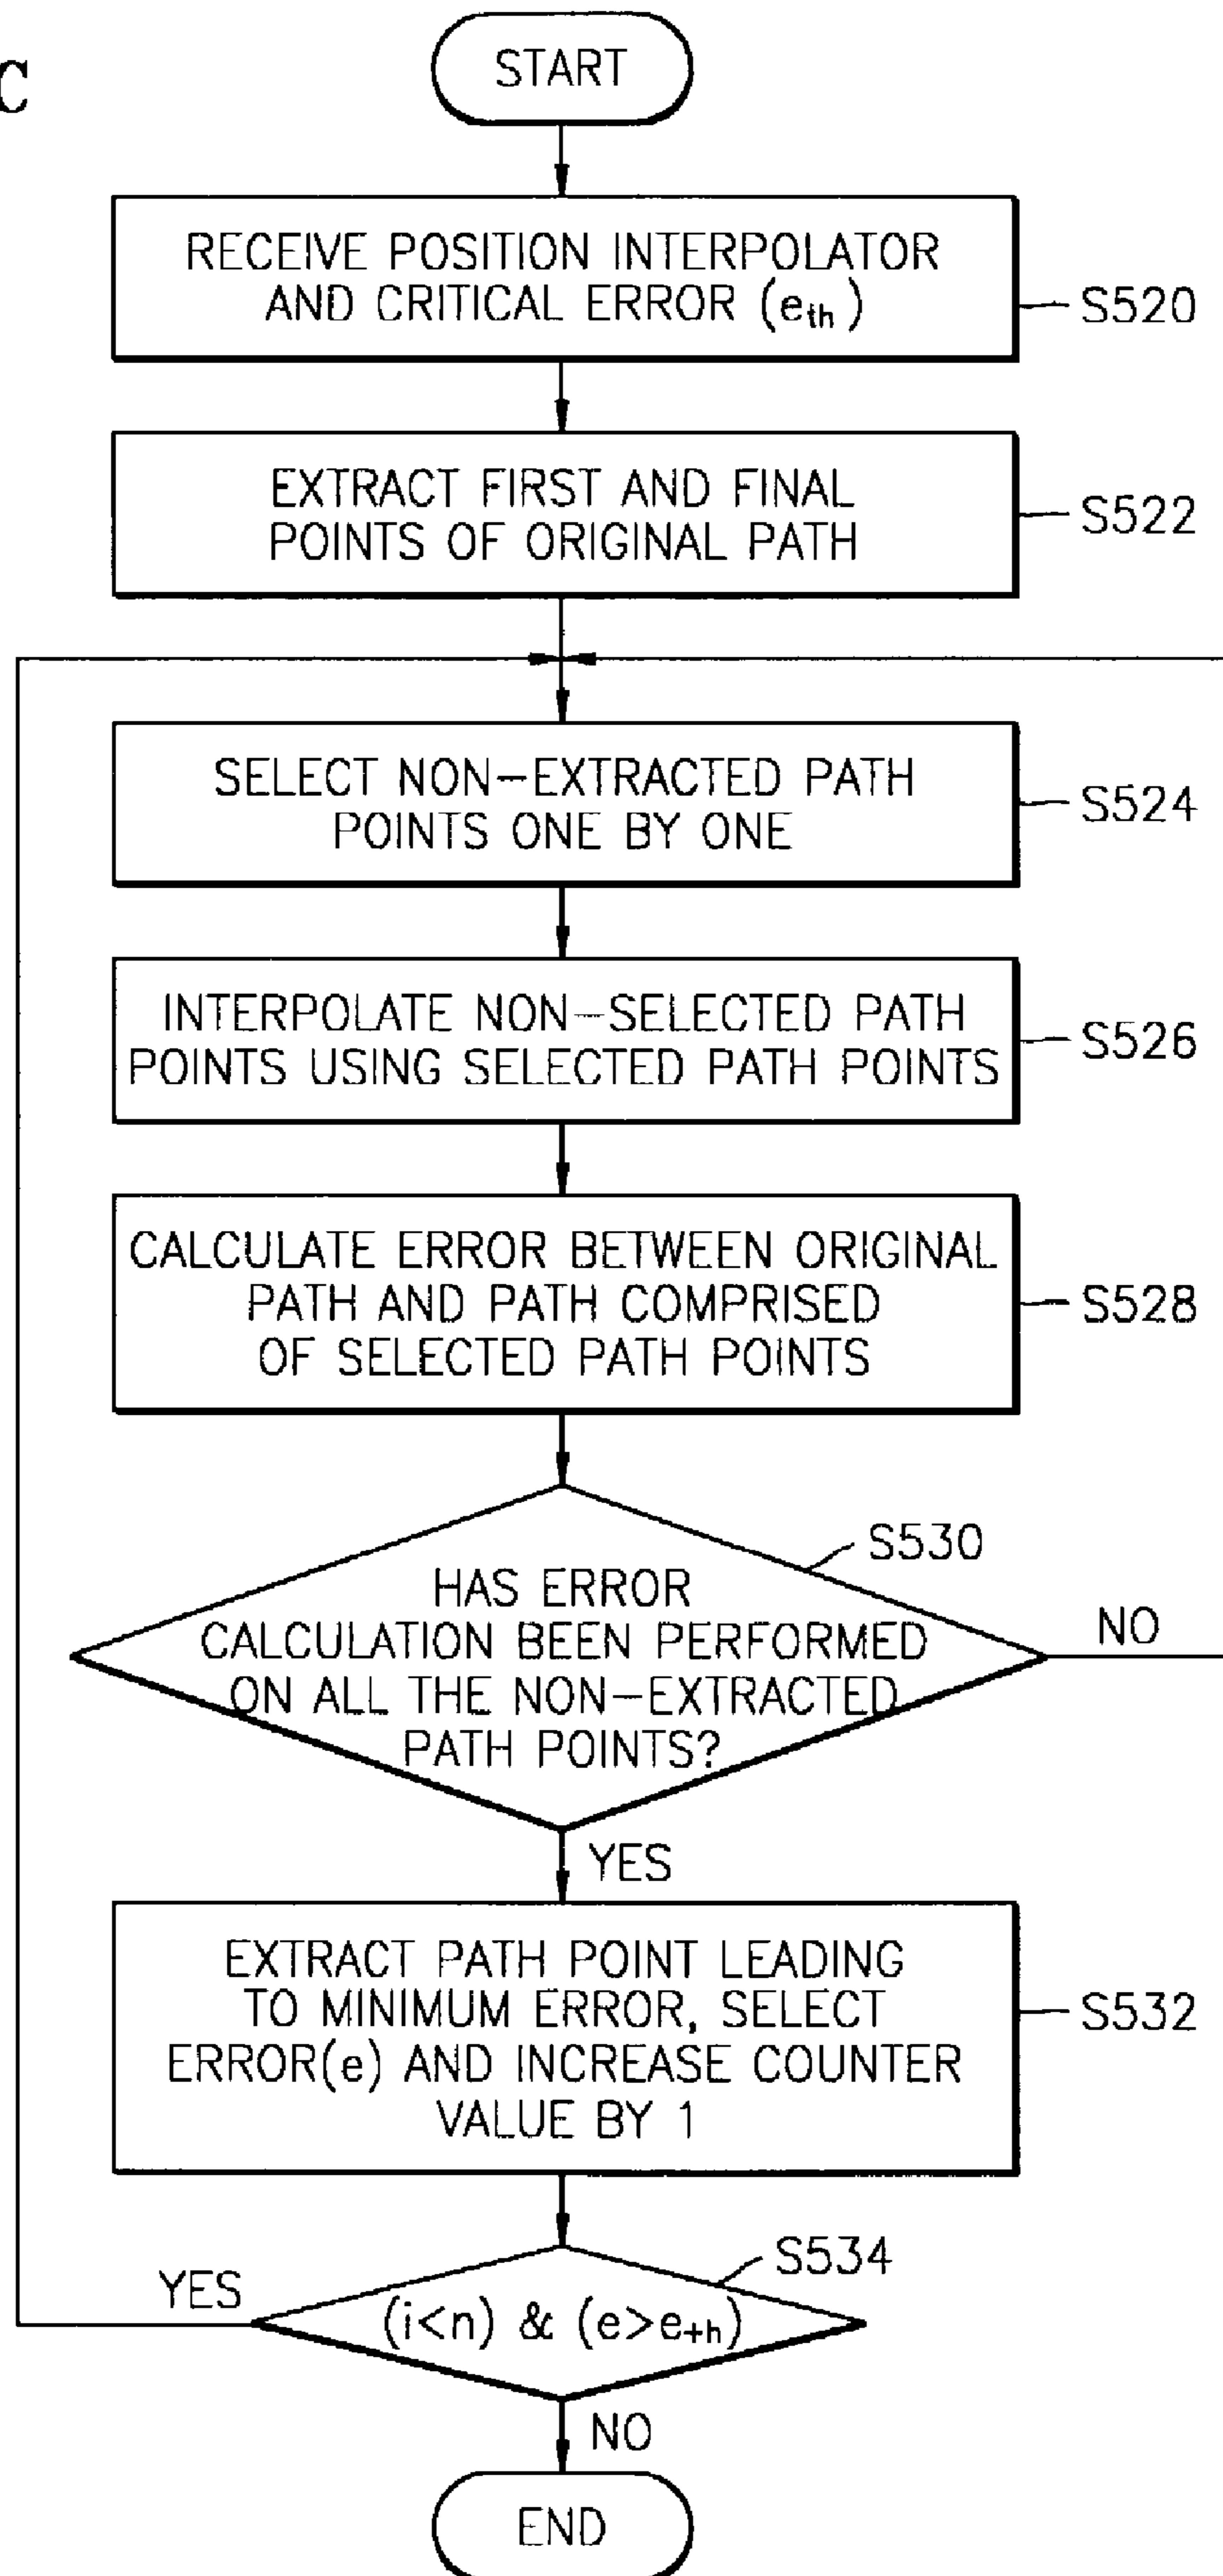 C
START
RECEIVE POSITION INTERPOLATOR
AND CRITICAL ERROR (eth)
S520
EXTRACT FIRST AND FINAL
POINTS OF ORIGINAL PATH
S522
SELECT NON-EXTRACTED PATH
POINTS ONE BY ONE
S524
INTERPOLATE NON-SELECTED PATH
POINTS USING SELECTED PATH POINTS
S526
CALCULATE ERROR BETWEEN ORIGINAL
PATH AND PATH COMPRISED
OF SELECTED PATH POINTS
S528
S530
HAS ERROR
CALCULATION BEEN PERFORMED
ON ALL THE NON-EXTRACTED
PATH POINTS?
NO
YES
EXTRACT PATH POINT LEADING
TO MINIMUM ERROR, SELECT
ERROR(e) AND INCREASE COUNTER
VALUE BY 1
S532
S534
YES
(i<n) & (e>e+h)
NO
END